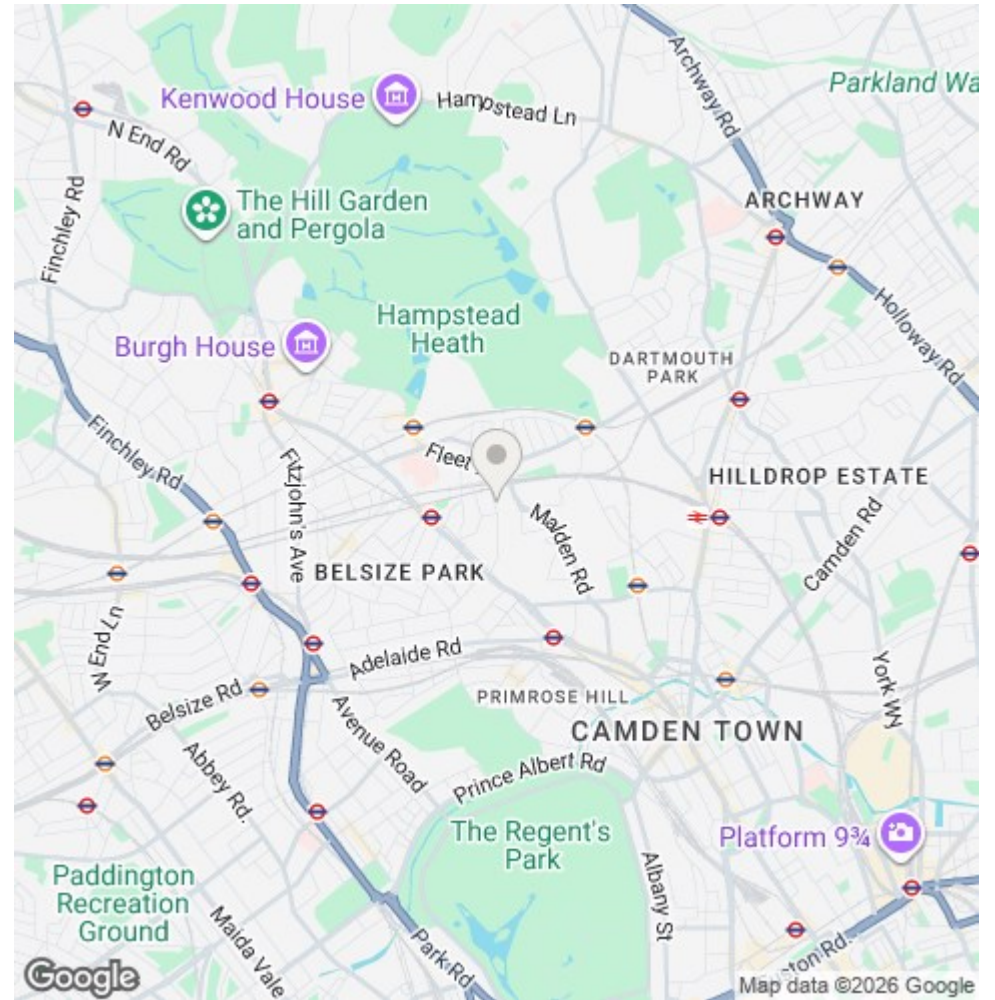 Kenwood House
Hampstead Ln
Archway Rd
Parkland Wa
N End Rd
Finchley Rd
The Hill Garden
and Pergola
ARCHWAY
Holloway Rd
Hampstead
Heath
Burgh House
DARTMOUTH
PARK
Finchley Rd
Fitzjohn's Ave
Fleet
HILLDROP ESTATE
Malden Rd
Camden Rd
BELSIZE PARK
W End Ln
Adelaide Rd
Belsize Rd
PRIMROSE HILL
York Wy
Avenue Road
CAMDEN TOWN
Abbey Rd.
Prince Albert Rd
The Regent's
Park
Platform 9¾
Albany St
Paddington
Recreation
Ground
Maida Vale
Park Rd
ston Rd.
Google
Map data ©2026 Google